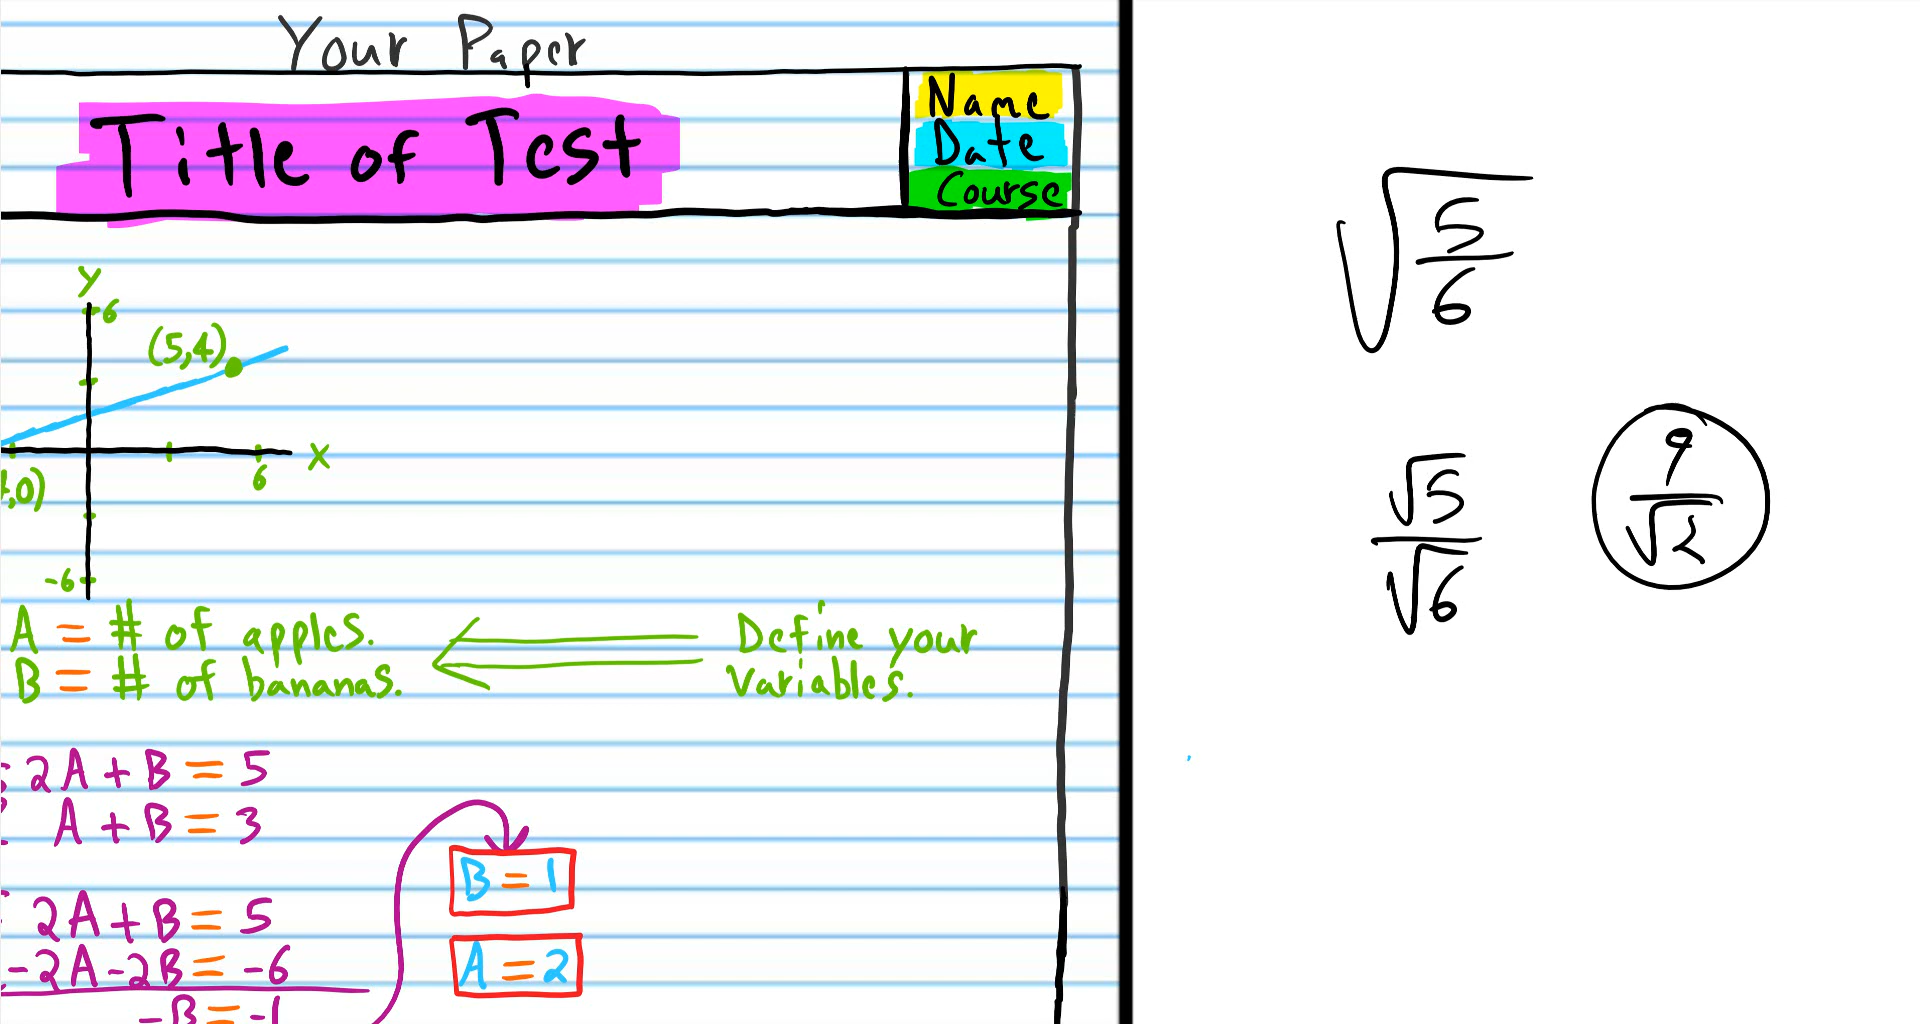 Your Paper
Title of Test
Name
Date
Course
y
6
(5,4)
x
6
,0)
-6
A = # of apples.
B = # of bananas.
Define your
variables.
2A + B = 5
A + B = 3
2A + B = 5
-2A - 2B = -6
-B = -1
B = 1
A = 2
√(5/6)
√5/√6
9/√2